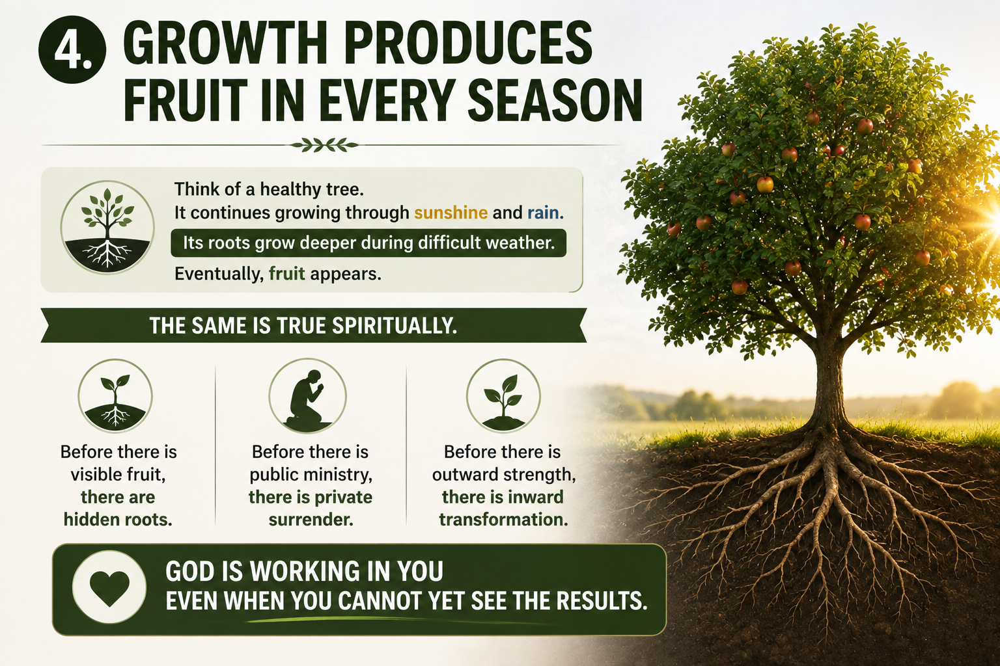 4.
GROWTH PRODUCES
FRUIT IN EVERY SEASON
Think of a healthy tree.
It continues growing through sunshine and rain.
Its roots grow deeper during difficult weather.
Eventually, fruit appears.
THE SAME IS TRUE SPIRITUALLY.
Before there is
visible fruit,
there are
hidden roots.
Before there is
public ministry,
there is private
surrender.
Before there is
outward strength,
there is inward
transformation.
GOD IS WORKING IN YOU
EVEN WHEN YOU CANNOT YET SEE THE RESULTS.